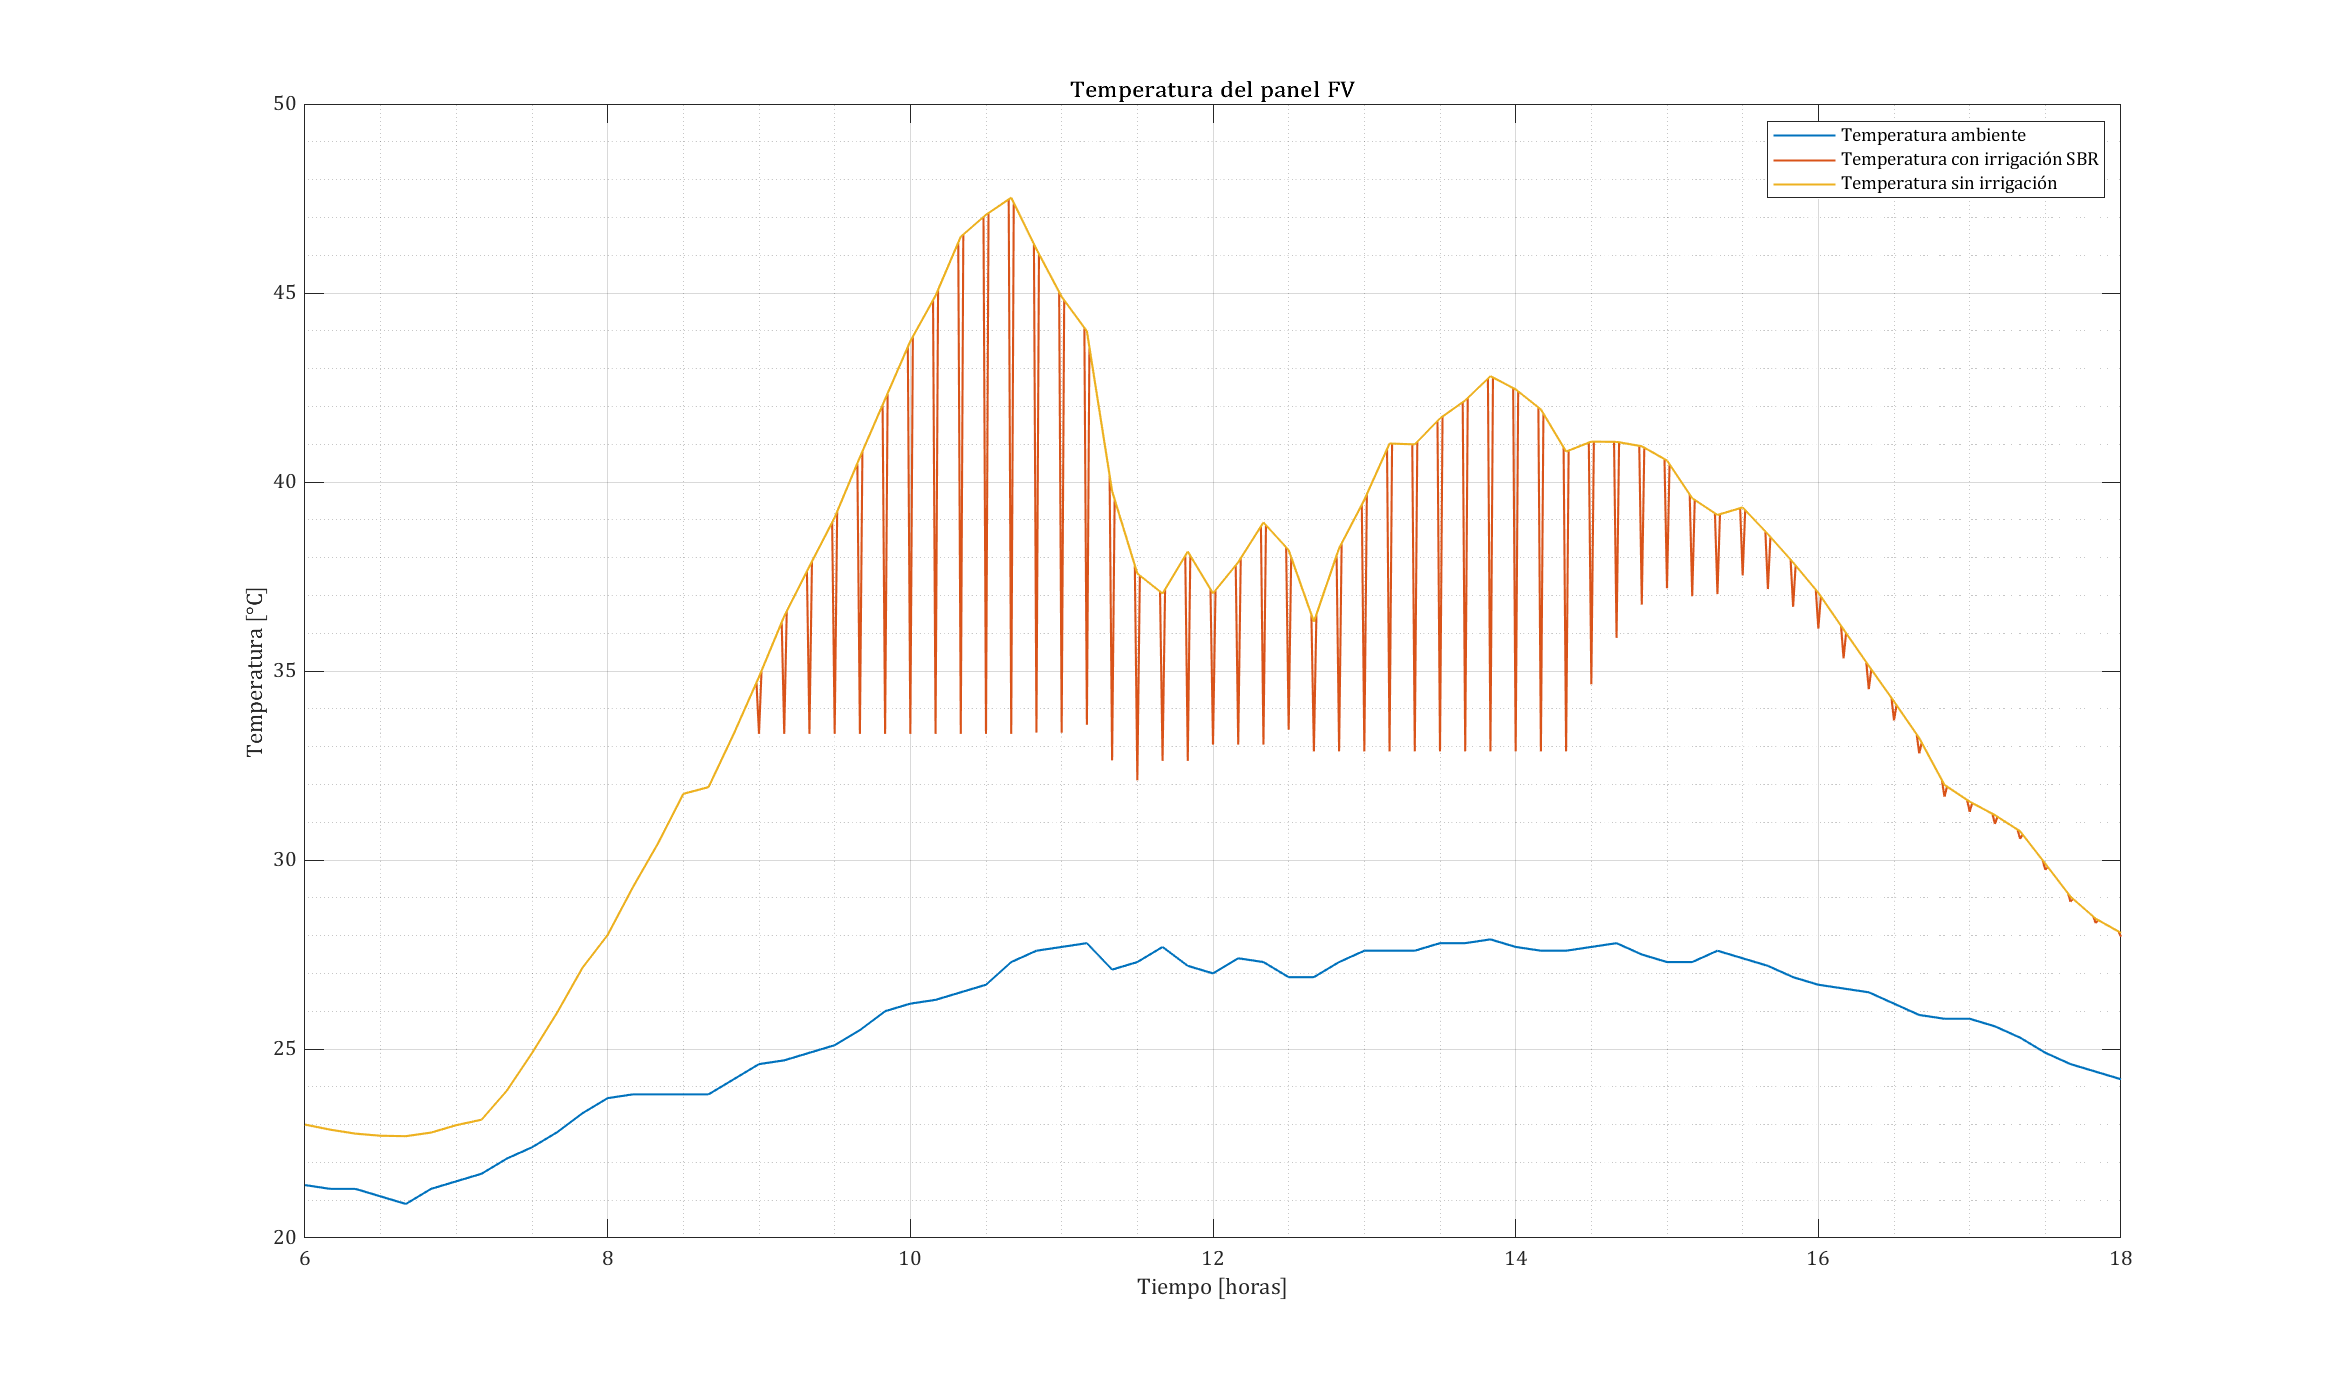 Temperatura del panel FV
Temperatura ambiente
Temperatura con irrigación SBR
Temperatura sin irrigación
50
45
40
35
30
25
20
Temperatura [°C]
6 8 10 12 14 16 18
Tiempo [horas]